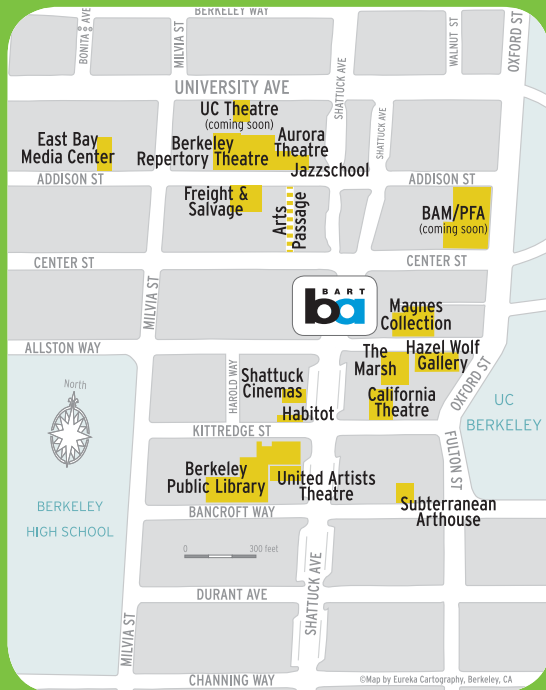 BERKELEY WAY
BONITA AVE
MILVIA ST
WALNUT ST
OXFORD ST
SHATTUCK AVE
SHATTUCK AVE
UNIVERSITY AVE
UC Theatre
(coming soon)
East Bay
Media Center
Berkeley
Repertory Theatre
Aurora
Theatre
Jazzschool
ADDISON ST
ADDISON ST
Freight &
Salvage
Arts
Passage
BAM/PFA
(coming soon)
CENTER ST
CENTER ST
MILVIA ST
BART
ba
Magnes
Collection
ALLSTON WAY
The
Marsh
Hazel Wolf
Gallery
OXFORD ST
North
HAROLD WAY
Shattuck
Cinemas
Habitot
California
Theatre
UC
BERKELEY
KITTREDGE ST
FULTON ST
Berkeley
Public Library
United Artists
Theatre
Subterranean
Arthouse
BANCROFT WAY
BERKELEY
HIGH SCHOOL
0 300 feet
SHATTUCK AVE
DURANT AVE
MILVIA ST
CHANNING WAY
©Map by Eureka Cartography, Berkeley, CA